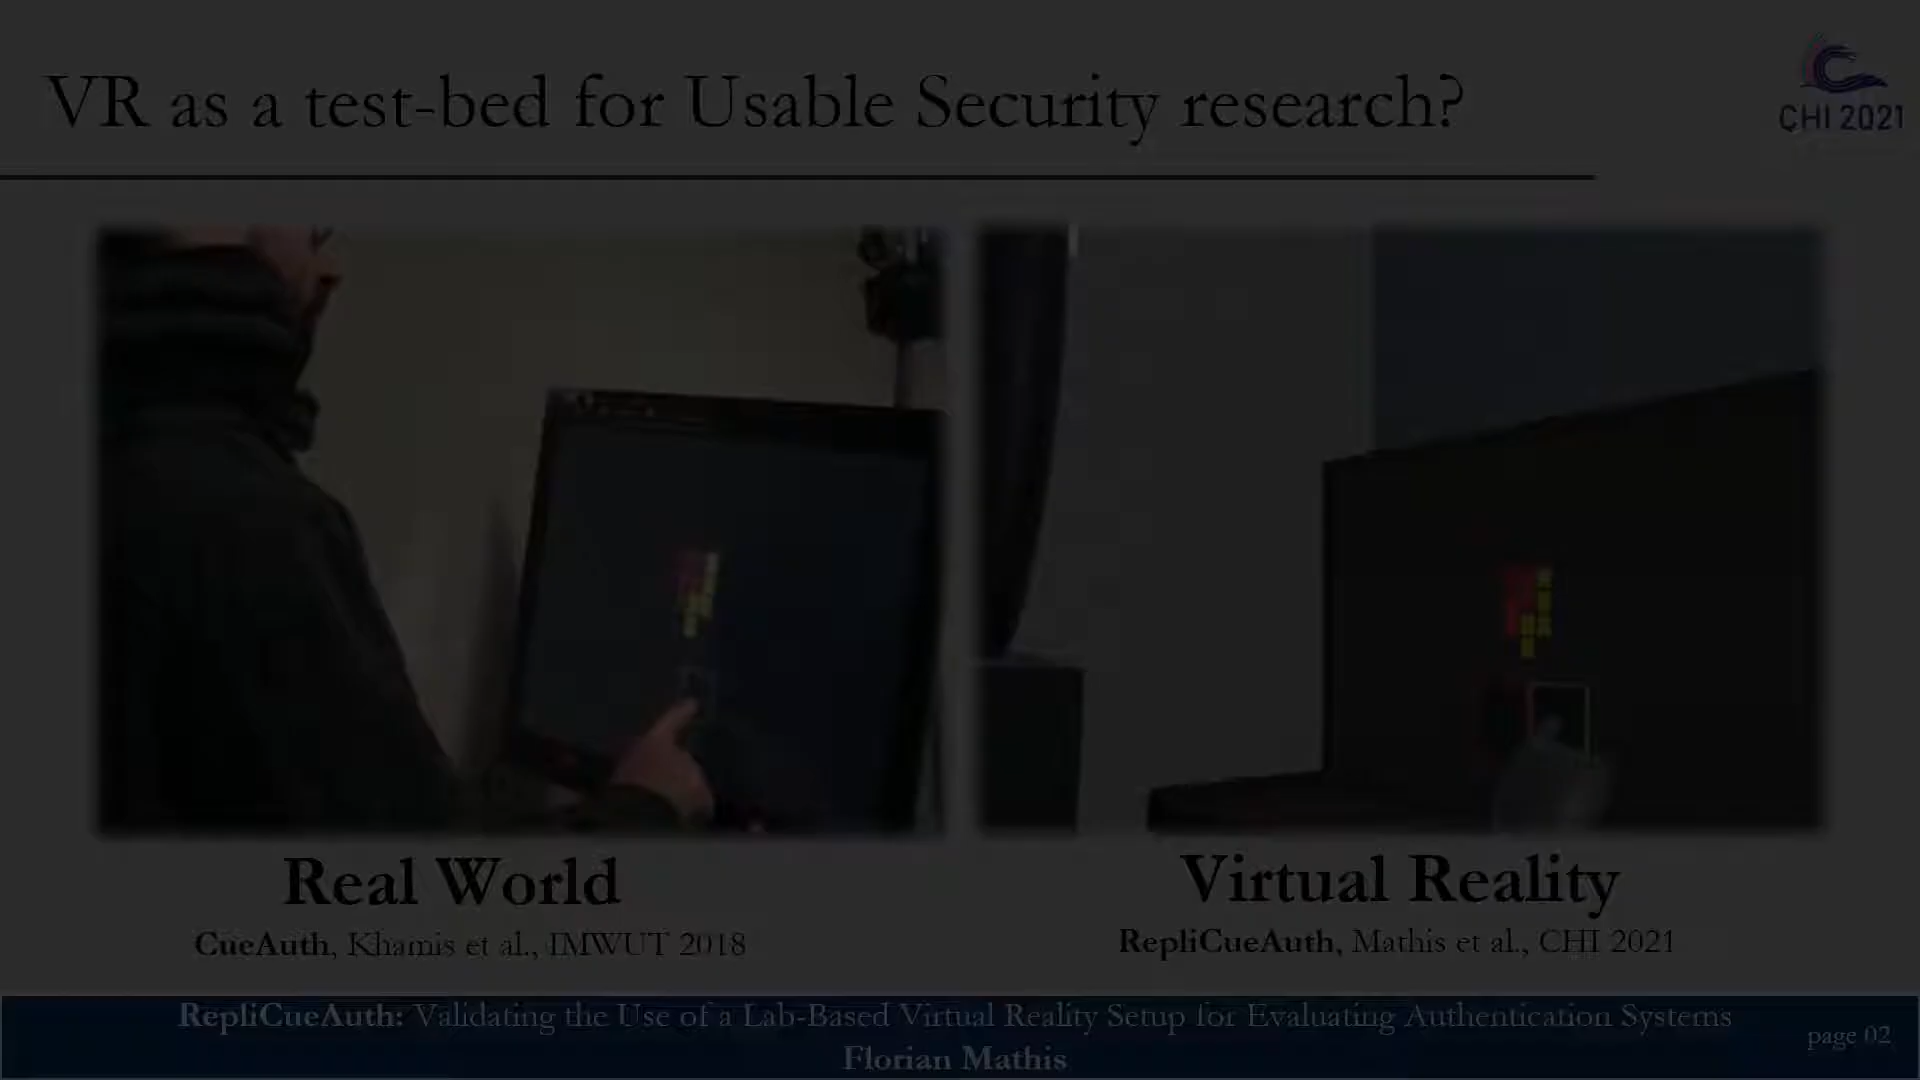 VR as a test-bed for Usable Security research?
CHI 2021
Real World
CueAuth, Khamis et al., IMWUT 2018
Virtual Reality
RepliCueAuth, Mathis et al., CHI 2021
RepliCueAuth: Validating the Use of a Lab-Based Virtual Reality Setup for Evaluating Authentication Systems
Florian Mathis
page 02